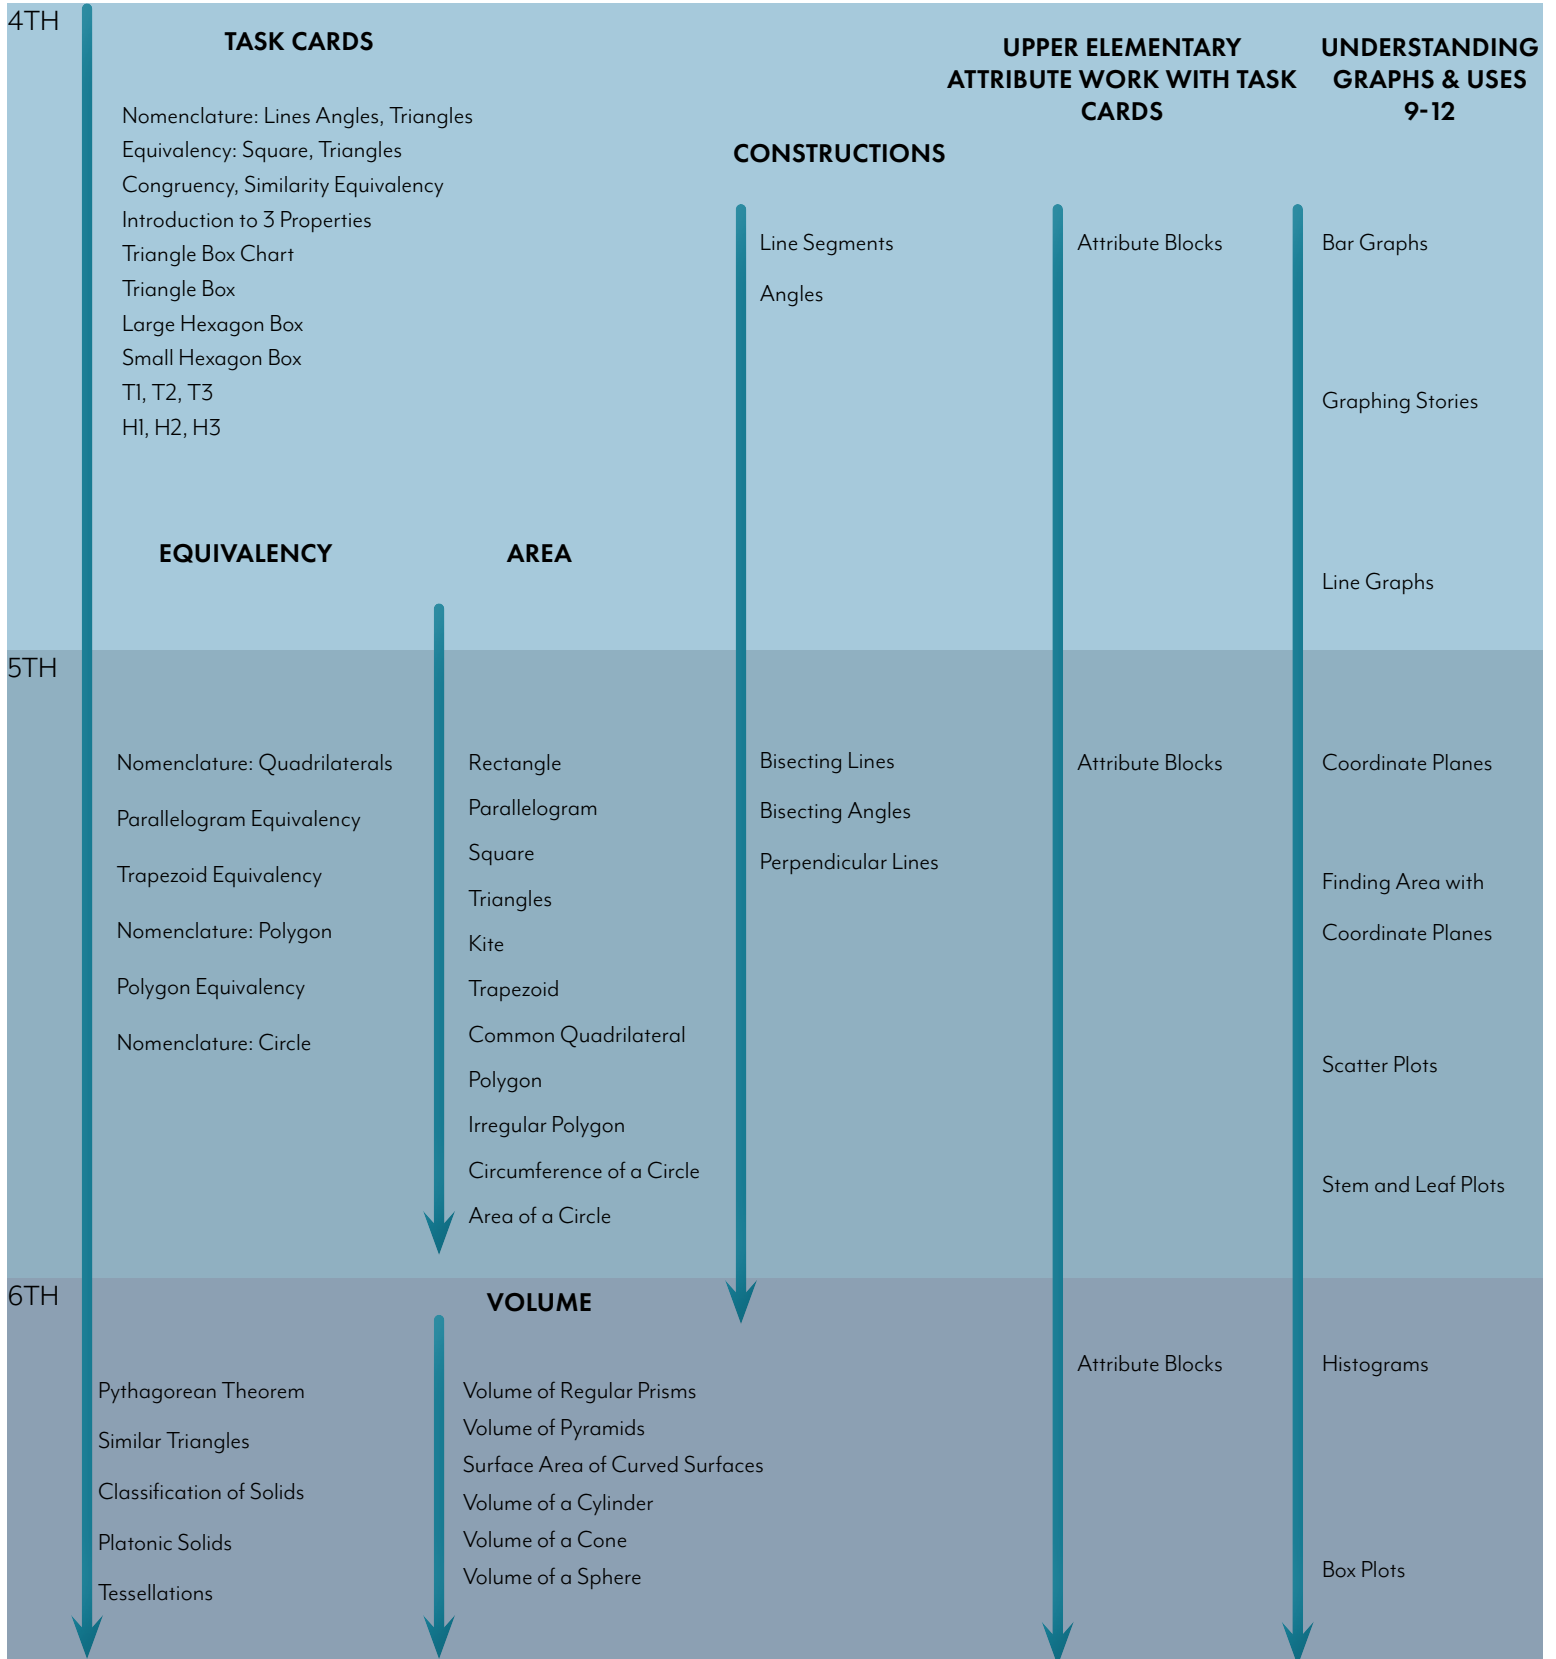 4TH
TASK CARDS
Nomenclature: Lines Angles, Triangles
Equivalency: Square, Triangles
Congruency, Similarity Equivalency
Introduction to 3 Properties
Triangle Box Chart
Triangle Box
Large Hexagon Box
Small Hexagon Box
T1, T2, T3
H1, H2, H3
EQUIVALENCY
AREA
CONSTRUCTIONS
Line Segments
Angles
UPPER ELEMENTARY
ATTRIBUTE WORK WITH TASK
CARDS
Attribute Blocks
UNDERSTANDING
GRAPHS & USES
9-12
Bar Graphs
Graphing Stories
Line Graphs
5TH
Nomenclature: Quadrilaterals
Parallelogram Equivalency
Trapezoid Equivalency
Nomenclature: Polygon
Polygon Equivalency
Nomenclature: Circle
Rectangle
Parallelogram
Square
Triangles
Kite
Trapezoid
Common Quadrilateral
Polygon
Irregular Polygon
Circumference of a Circle
Area of a Circle
Bisecting Lines
Bisecting Angles
Perpendicular Lines
Attribute Blocks
Coordinate Planes
Finding Area with
Coordinate Planes
Scatter Plots
Stem and Leaf Plots
6TH
Pythagorean Theorem
Similar Triangles
Classification of Solids
Platonic Solids
Tessellations
VOLUME
Volume of Regular Prisms
Volume of Pyramids
Surface Area of Curved Surfaces
Volume of a Cylinder
Volume of a Cone
Volume of a Sphere
Attribute Blocks
Histograms
Box Plots